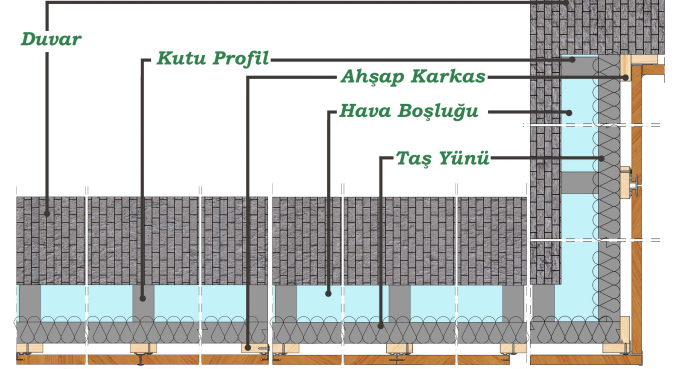 Duvar
Kutu Profil
Ahşap Karkas
Hava Boşluğu
Taş Yünü